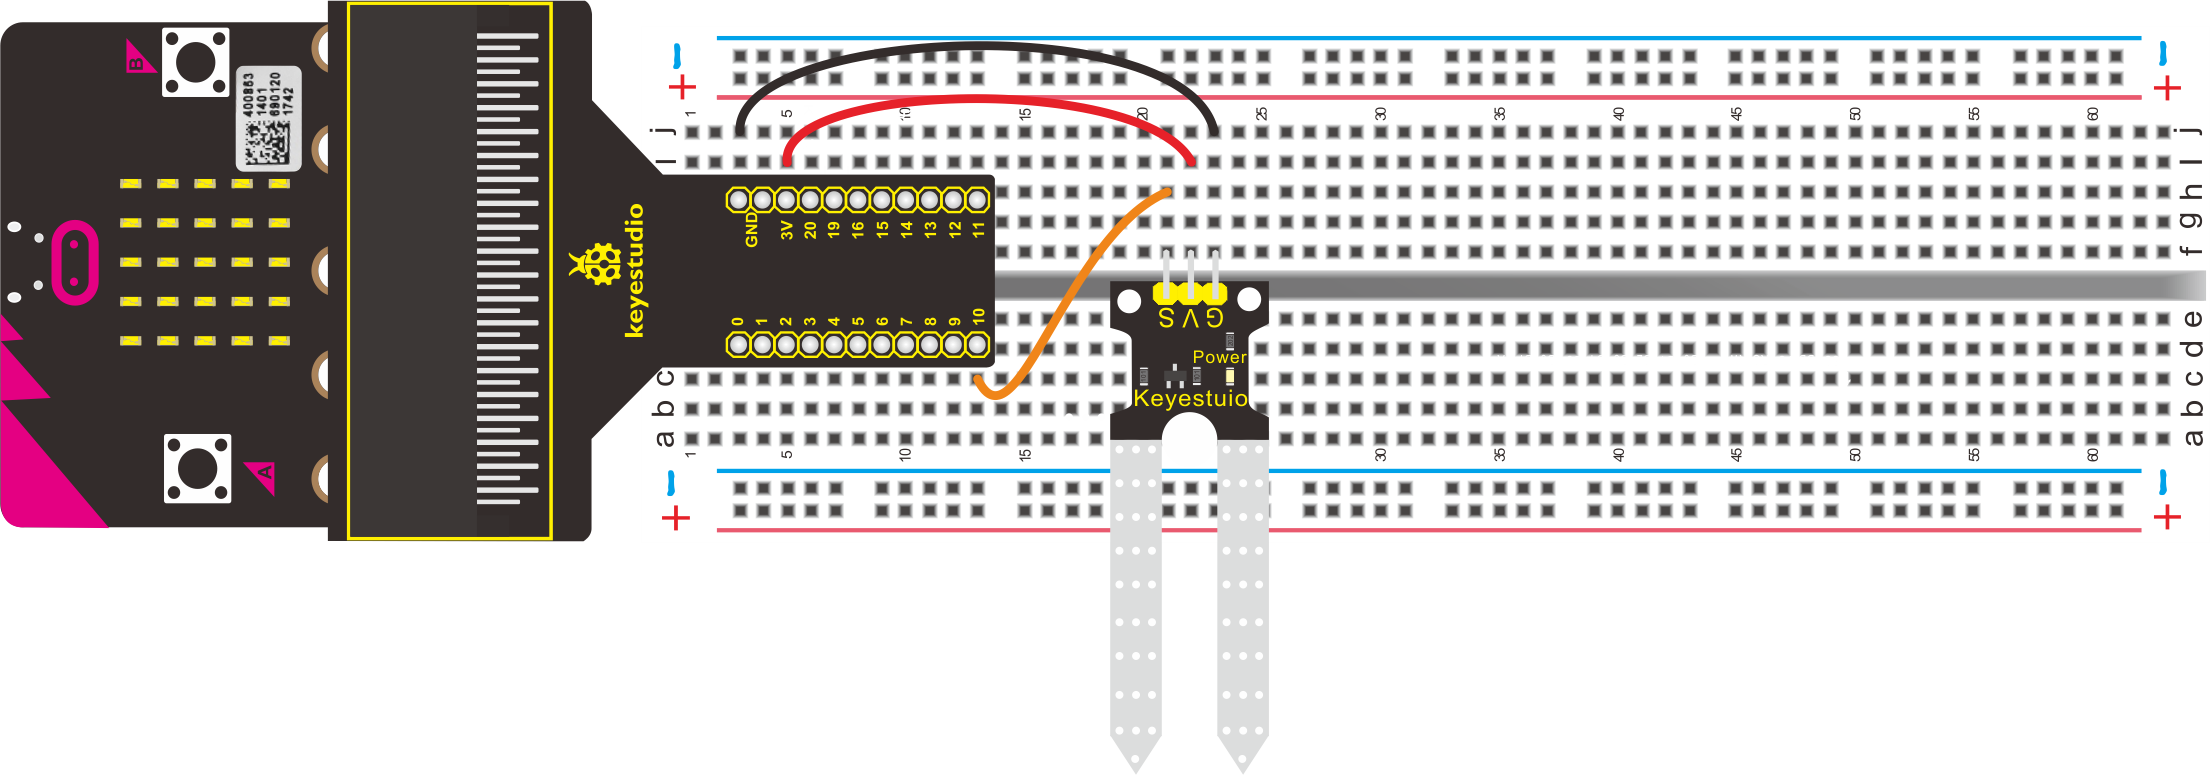 B
400863
1401
690120
1742
A
keyestudio
GND 3V 20 19 16 15 14 13 12 11
0 1 2 3 4 5 6 7 8 9 10
- -
+ +
1 5 10 15 20 25 30 35 40 45 50 55 60
j j
I I
h
g
f
e
d
c c
b b
a a
1 5 10 15 30 35 40 45 50 55 60
- -
+ +
S V G
Power
Keyestuio